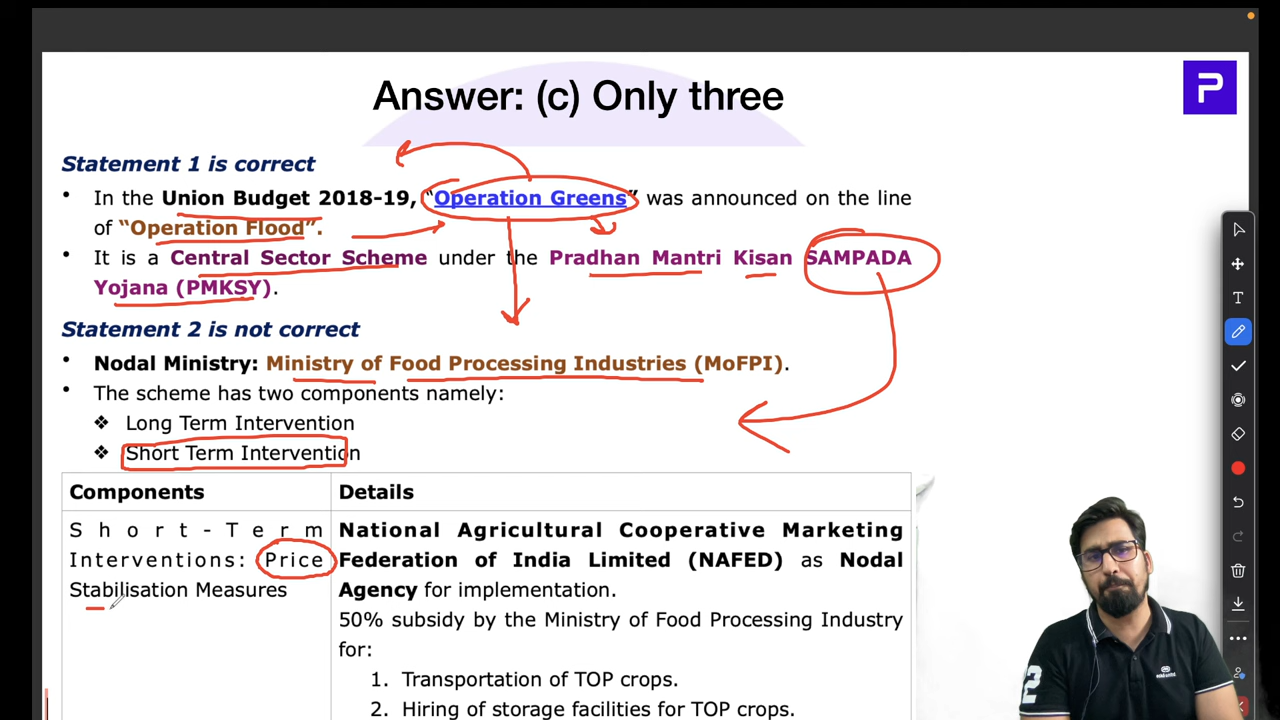 Answer: (c) Only three
P
Statement 1 is correct
• In the Union Budget 2018-19, “Operation Greens” was announced on the line
of “Operation Flood”.
• It is a Central Sector Scheme under the Pradhan Mantri Kisan SAMPADA
Yojana (PMKSY).
Statement 2 is not correct
• Nodal Ministry: Ministry of Food Processing Industries (MoFPI).
• The scheme has two components namely:
❖ Long Term Intervention
❖ Short Term Intervention
Components Details
Short-Term
Interventions: Price
Stabilisation Measures
National Agricultural Cooperative Marketing
Federation of India Limited (NAFED) as Nodal
Agency for implementation.
50% subsidy by the Ministry of Food Processing Industry
for:
1. Transportation of TOP crops.
2. Hiring of storage facilities for TOP crops.
2
T